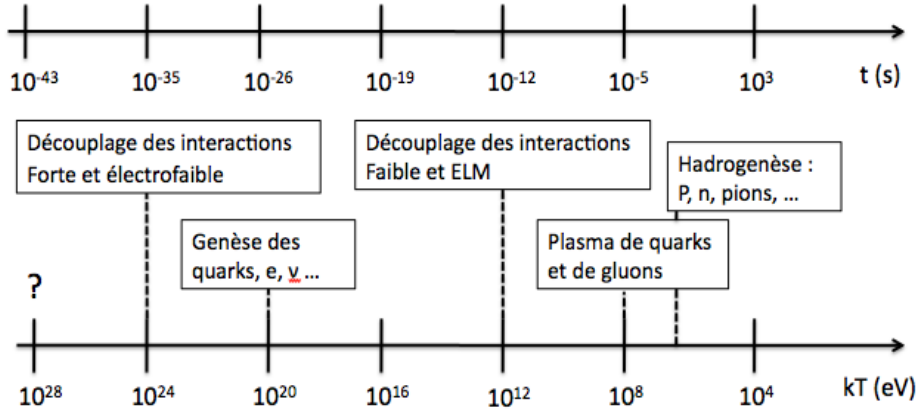 10⁻⁴³ 10⁻³⁵ 10⁻²⁶ 10⁻¹⁹ 10⁻¹² 10⁻⁵ 10³ t (s)
Découplage des interactions
Forte et électrofaible
Découplage des interactions
Faible et ELM
Hadrogenèse :
P, n, pions, ...
Genèse des
quarks, e, ν ...
Plasma de quarks
et de gluons
?
10²⁸ 10²⁴ 10²⁰ 10¹⁶ 10¹² 10⁸ 10⁴ kT (eV)